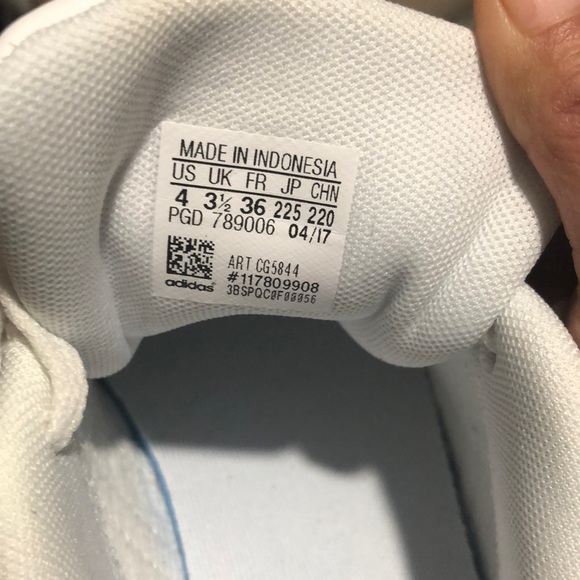 MADE IN INDONESIA
US UK FR JP CHN
4 3½ 36 225 220
PGD 789006 04/17
ART CG5844
#117809908
adidas